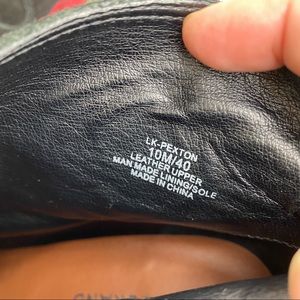 LK-PEXTON
10M/40
LEATHER UPPER
MAN MADE LINING/SOLE
MADE IN CHINA